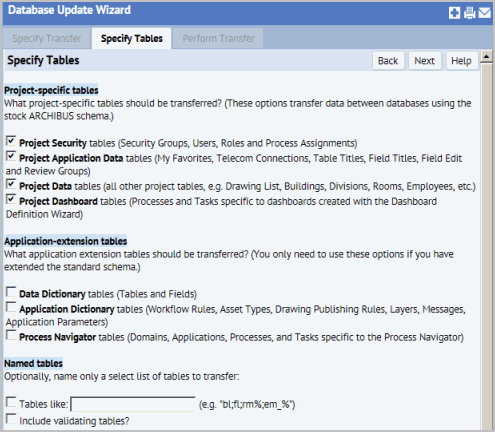 Database Update Wizard
Specify Transfer
Specify Tables
Perform Transfer
Specify Tables
Back
Next
Help
Project-specific tables
What project-specific tables should be transferred? (These options transfer data between databases using the
stock ARCHIBUS schema.)
Project Security tables (Security Groups, Users, Roles and Process Assignments)
Project Application Data tables (My Favorites, Telecom Connections, Table Titles, Field Titles, Field Edit
and Review Groups)
Project Data tables (all other project tables, e.g. Drawing List, Buildings, Divisions, Rooms, Employees, etc.)
Project Dashboard tables (Processes and Tasks specific to dashboards created with the Dashboard
Definition Wizard)
Application-extension tables
What application extension tables should be transferred? (You only need to use these options if you have
extended the standard schema.)
Data Dictionary tables (Tables and Fields)
Application Dictionary tables (Workflow Rules, Asset Types, Drawing Publishing Rules, Layers, Messages,
Application Parameters)
Process Navigator tables (Domains, Applications, Processes, and Tasks specific to the Process Navigator)
Named tables
Optionally, name only a select list of tables to transfer:
Tables like: (e.g. "bl;fl;rm%;em_%")
Include validating tables?